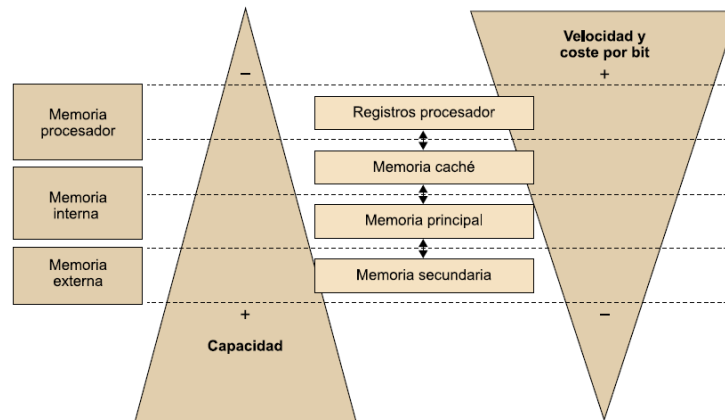 Velocidad y
coste por bit
−
+
Memoria
procesador
Registros procesador
Memoria caché
Memoria
interna
Memoria principal
Memoria
externa
Memoria secundaria
+
−
Capacidad